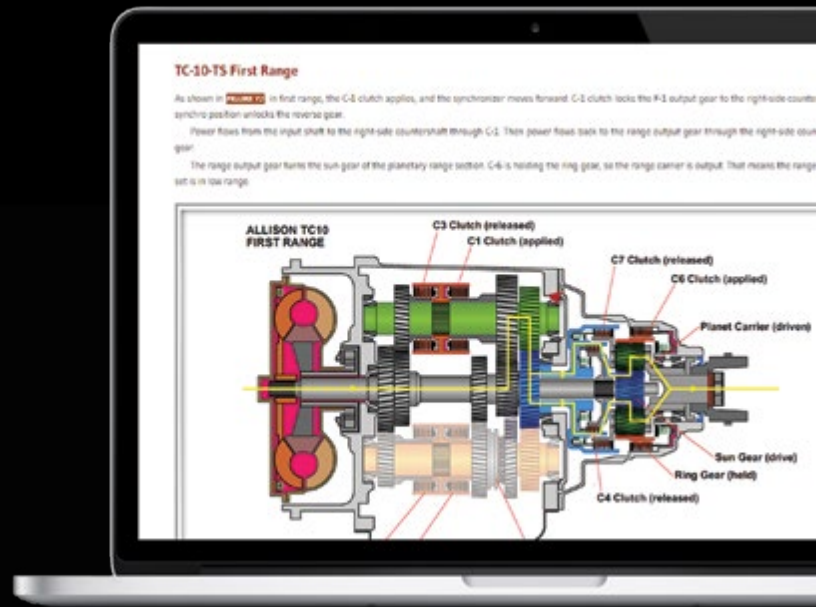 TC-10-TS First Range
As shown in FIGURE in first range, the C-1 clutch applies, and the synchronizer moves forward. C-1 clutch locks the P-1 output gear to the right-side counter
synchro position unlocks the reverse gear.
Power flows from the input shaft to the right-side countershaft through C-1. Then power flows back to the range output gear through the right-side coun
gear.
The range output gear turns the sun gear of the planetary range section. C-6 is holding the ring gear, so the range carrier is output. That means the range
set is in low range.
ALLISON TC10
FIRST RANGE
C3 Clutch (released)
C1 Clutch (applied)
C7 Clutch (released)
C6 Clutch (applied)
Planet Carrier (driven)
Sun Gear (drive)
Ring Gear (held)
C4 Clutch (released)